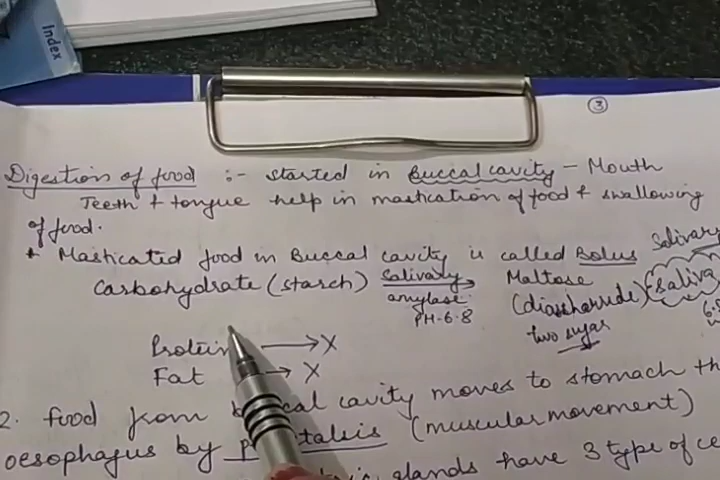 Index
③
Digestion of food :- started in Buccal cavity - Mouth
Teeth + tongue help in mastication of food + swallowing
of food.
* Masticated food in Buccal cavity is called Bolus
Carbohydrate (starch) Salivary amylase PH-6.8 → Maltose (diassharide) two sugar
Salivary
saliva
6.8
Protein → X
Fat → X
2. food from cal cavity moves to stomach
oesophagus by talsis (muscular movement)
glands have 3 type of